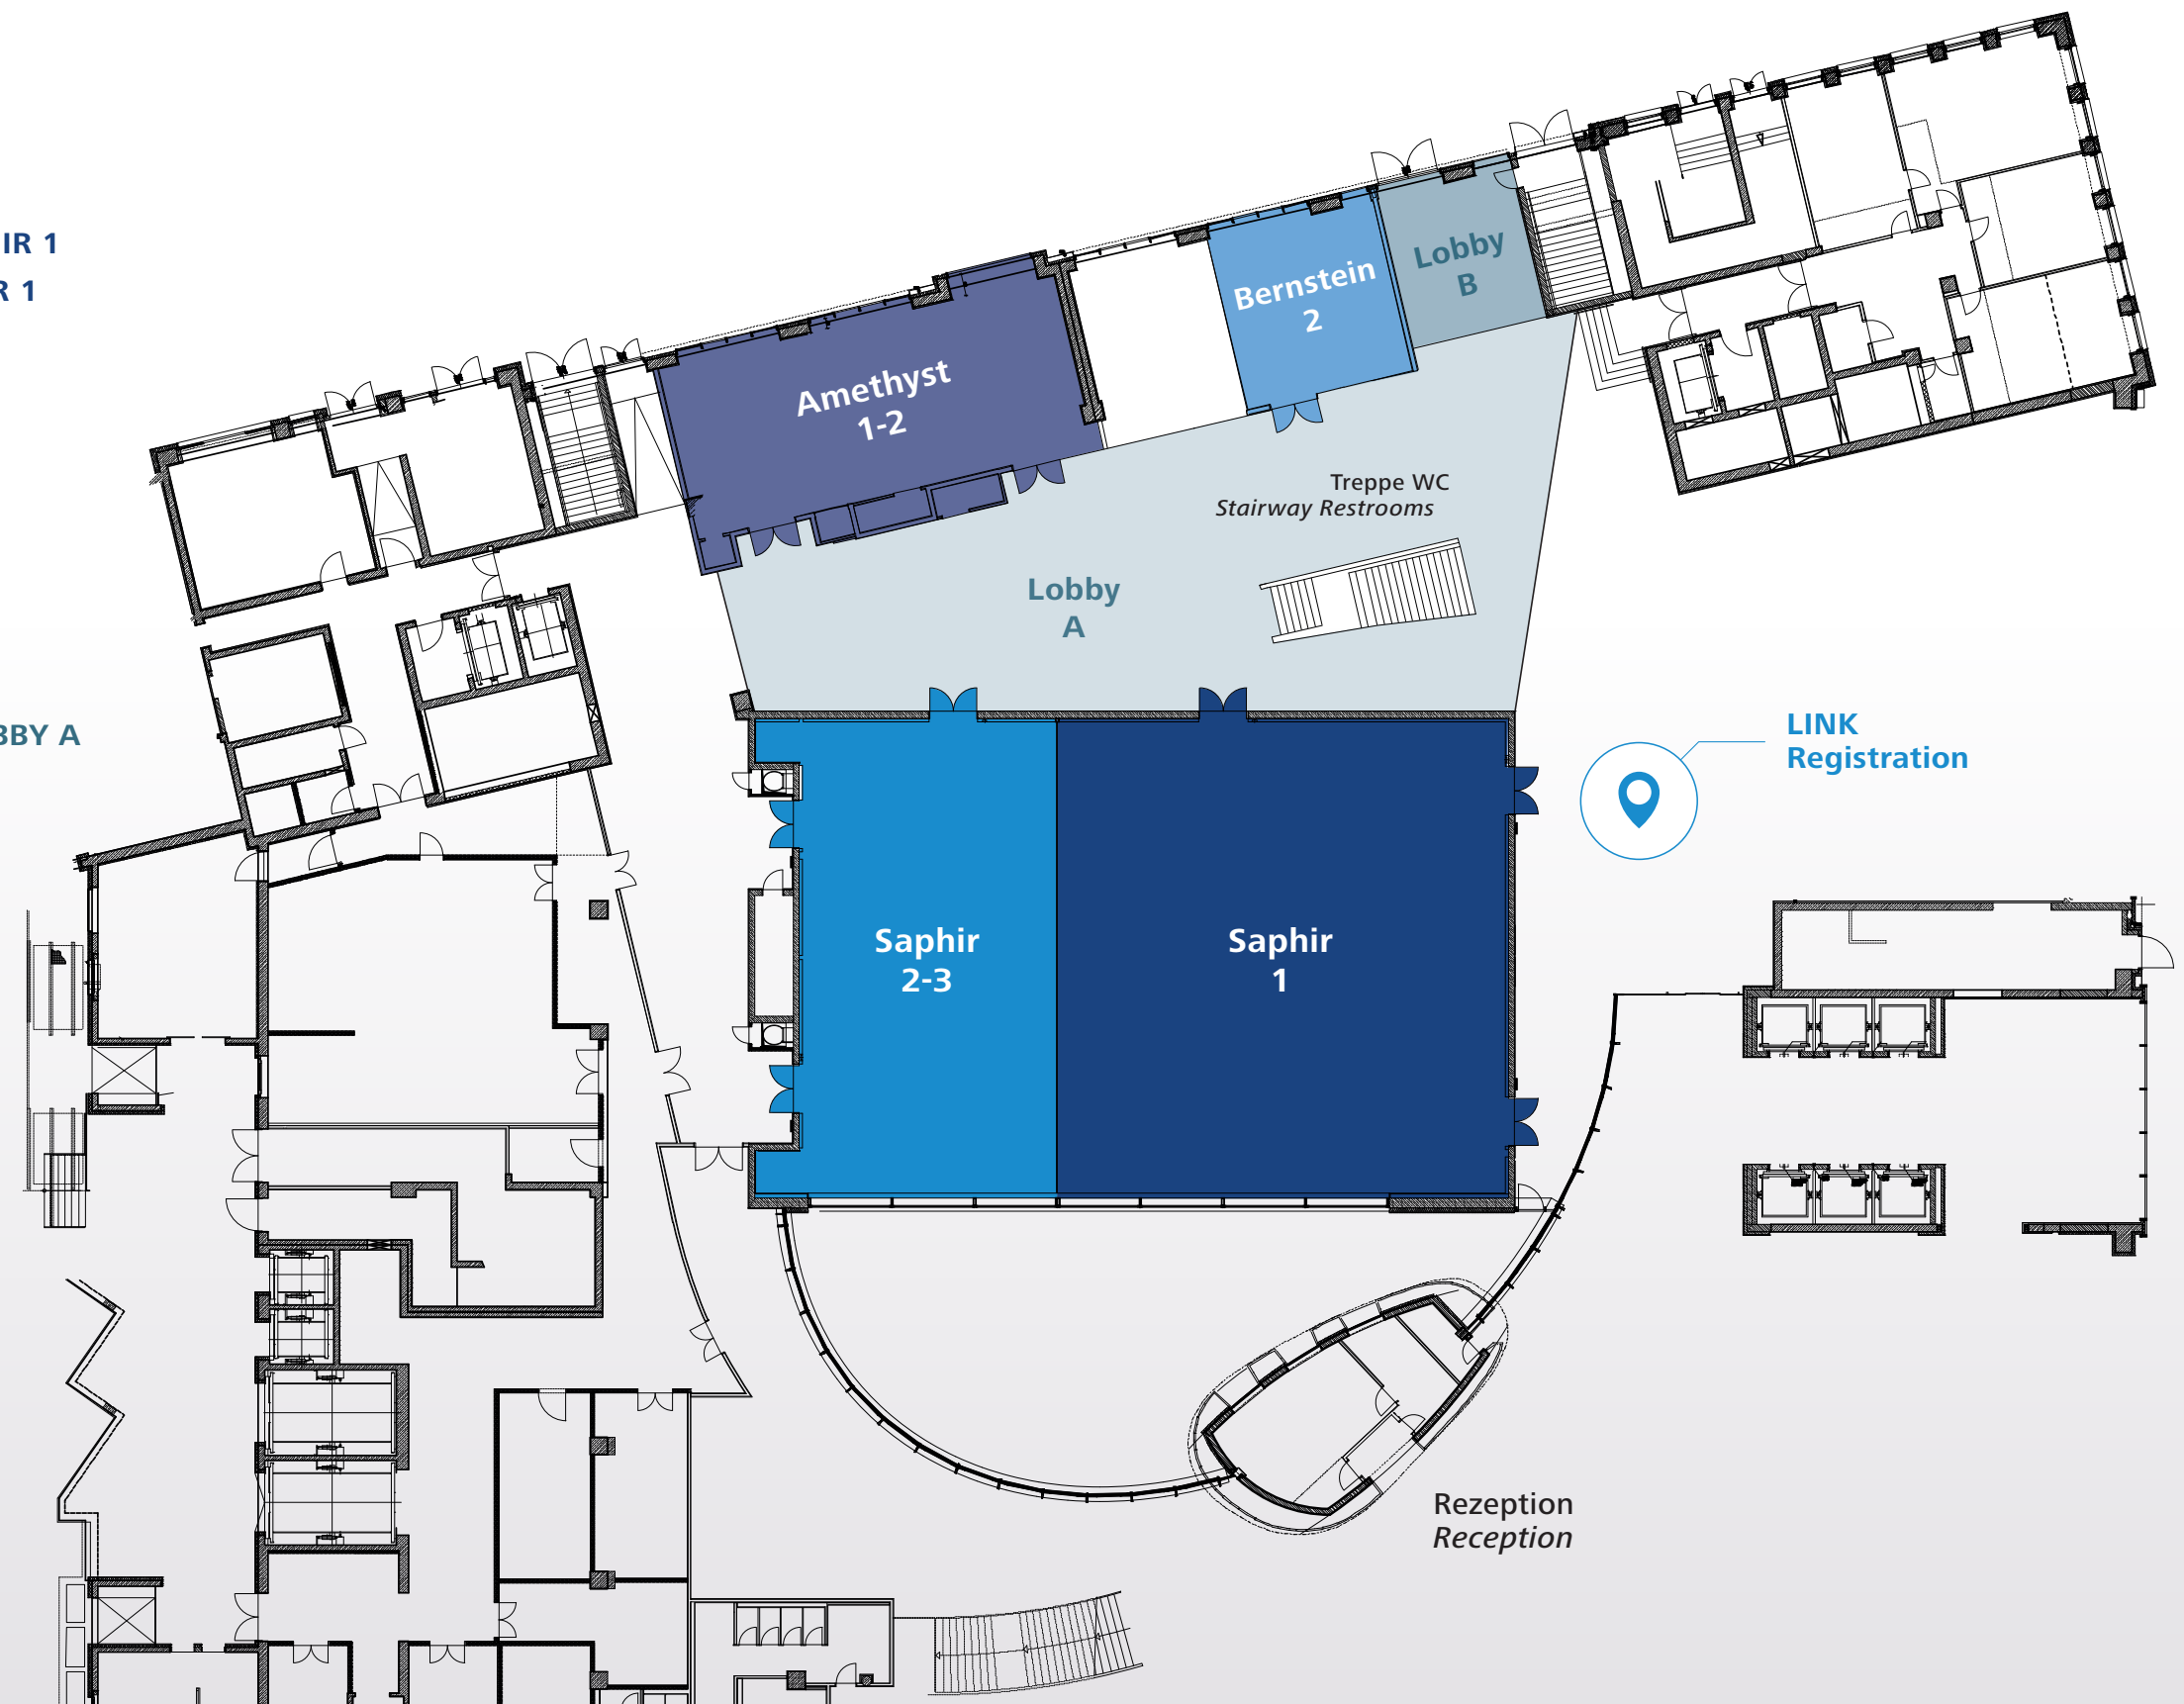 IR 1
R 1
BBY A
Amethyst
1-2
Bernstein
2
Lobby
B
Treppe WC
Stairway Restrooms
Lobby
A
LINK
Registration
Saphir
2-3
Saphir
1
Rezeption
Reception